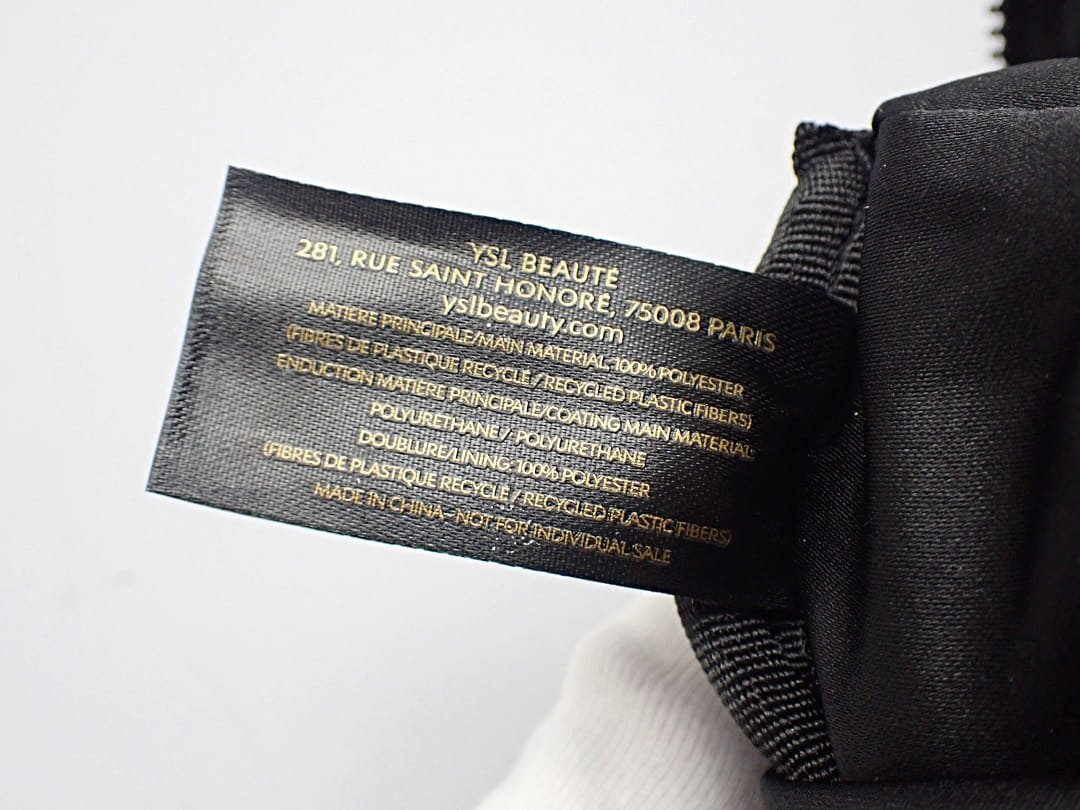 YSL BEAUTÉ
281, RUE SAINT HONORÉ, 75008 PARIS
yslbeauty.com
MATIÈRE PRINCIPALE/MAIN MATERIAL: 100% POLYESTER
(FIBRES DE PLASTIQUE RECYCLÉ / RECYCLED PLASTIC FIBERS)
ENDUCTION MATIÈRE PRINCIPALE/COATING MAIN MATERIAL:
POLYURETHANE / POLYURETHANE
DOUBLURE/LINING: 100% POLYESTER
(FIBRES DE PLASTIQUE RECYCLÉ / RECYCLED PLASTIC FIBERS)
MADE IN CHINA - NOT FOR INDIVIDUAL SALE